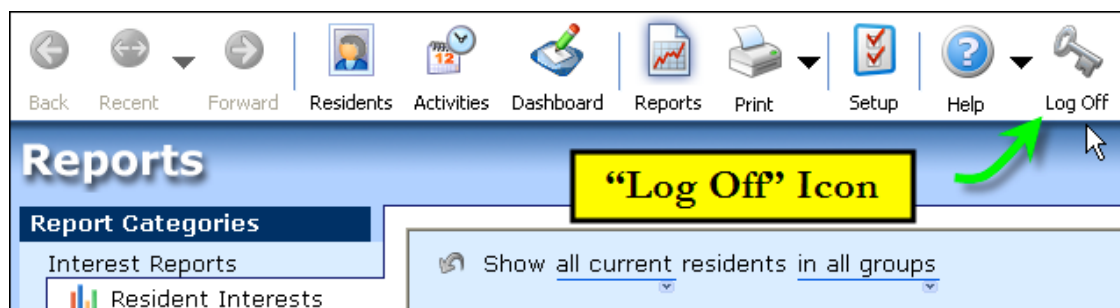 Back Recent Forward Residents Activities Dashboard Reports Print Setup Help Log Off
12
Reports
“Log Off” Icon
Report Categories
Interest Reports
Show all current residents in all groups
Resident Interests